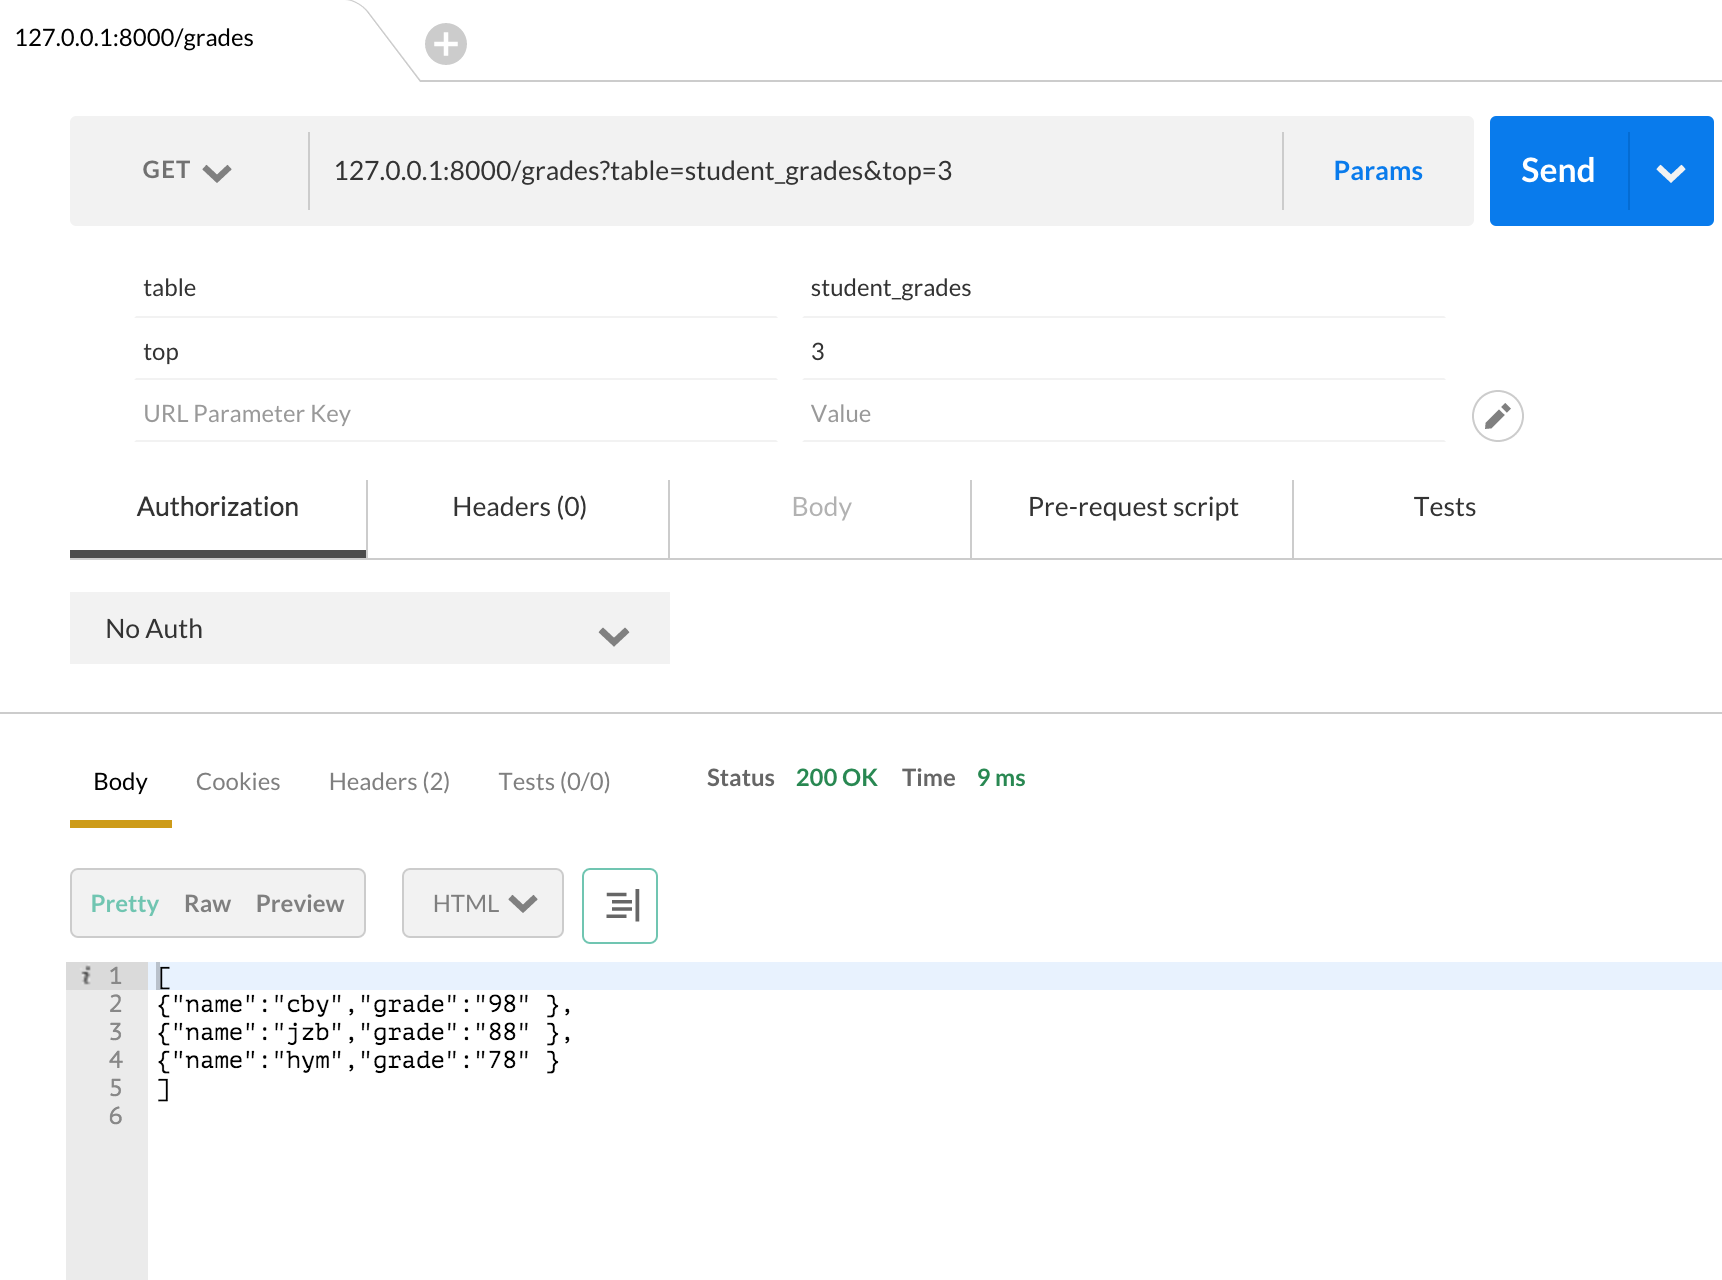 127.0.0.1:8000/grades
GET 127.0.0.1:8000/grades?table=student_grades&top=3 Params Send
table student_grades
top 3
URL Parameter Key Value
Authorization Headers (0) Body Pre-request script Tests
No Auth
Body Cookies Headers (2) Tests (0/0) Status 200 OK Time 9 ms
Pretty Raw Preview HTML
i 1 [
2 {"name":"cby","grade":"98" },
3 {"name":"jzb","grade":"88" },
4 {"name":"hym","grade":"78" }
5 ]
6